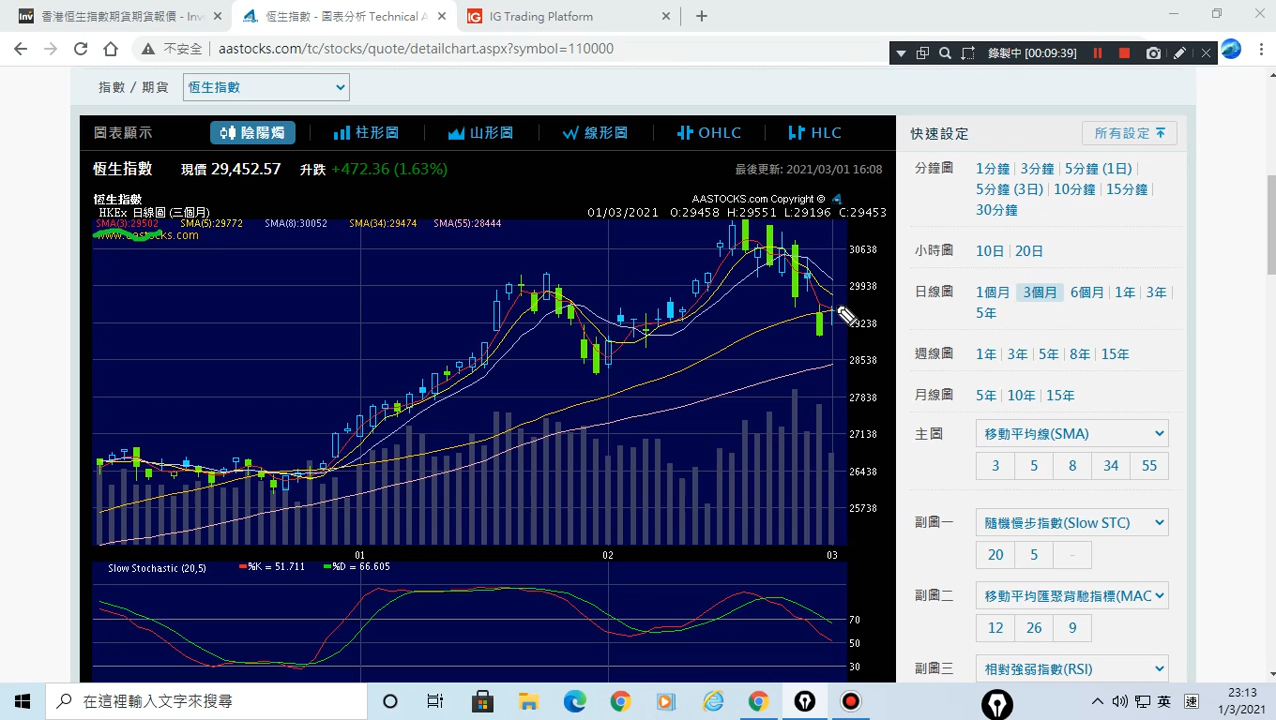 香港恒生指數期貨期貨報價 - Inv
恆生指數 - 圖表分析 Technical A
IG Trading Platform
不安全
aastocks.com/tc/stocks/quote/detailchart.aspx?symbol=110000
錄製中 [00:09:39]
指數 / 期貨
恆生指數
圖表顯示
陰陽燭
柱形圖
山形圖
線形圖
OHLC
HLC
恆生指數 現價 29,452.57 升跌 +472.36 (1.63%)
最後更新: 2021/03/01 16:08
恆生指數
AASTOCKS.com Copyright ©
HKEx 日線圖 (三個月)
01/03/2021 O:29458 H:29551 L:29196 C:29453
SMA(3):29502 SMA(5):29772 SMA(8):30052 SMA(34):29474 SMA(55):28444
www.aastocks.com
30638
29938
29238
28538
27838
27138
26438
25738
01 02 03
Slow Stochastic (20,5) %K = 51.711 %D = 66.605
70
50
30
快速設定
所有設定
分鐘圖
1分鐘 | 3分鐘 | 5分鐘 (1日) |
5分鐘 (3日) | 10分鐘 | 15分鐘 |
30分鐘
小時圖
10日 | 20日
日線圖
1個月 3個月 6個月 | 1年 | 3年 |
5年
週線圖
1年 | 3年 | 5年 | 8年 | 15年
月線圖
5年 | 10年 | 15年
主圖
移動平均線(SMA)
3 5 8 34 55
副圖一
隨機慢步指數(Slow STC)
20 5 -
副圖二
移動平均匯聚背馳指標(MAC
12 26 9
副圖三
相對強弱指數(RSI)
在這裡輸入文字來搜尋
英
速
23:13
1/3/2021